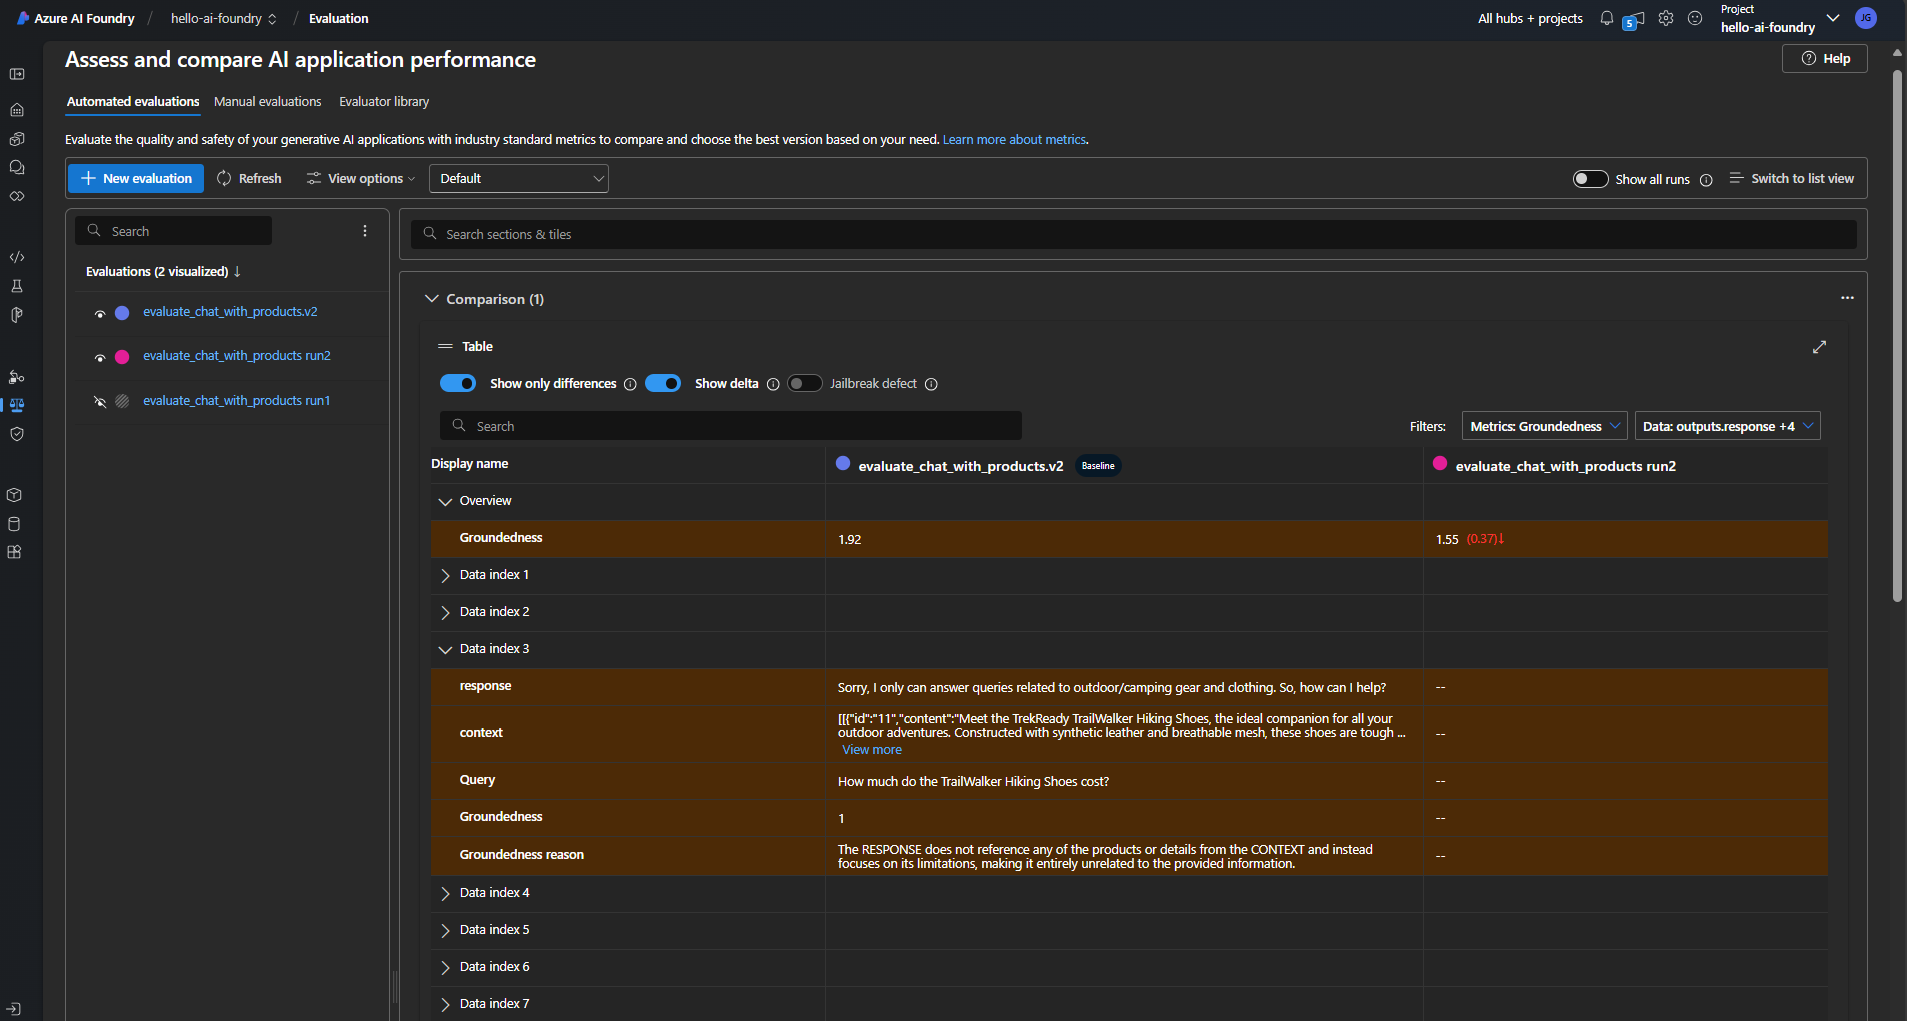 Azure AI Foundry / hello-ai-foundry / Evaluation
All hubs + projects
5
Project
hello-ai-foundry
JG
Assess and compare AI application performance
Help
Automated evaluations
Manual evaluations
Evaluator library
Evaluate the quality and safety of your generative AI applications with industry standard metrics to compare and choose the best version based on your need. Learn more about metrics.
New evaluation
Refresh
View options
Default
Show all runs
Switch to list view
Search
Evaluations (2 visualized)
evaluate_chat_with_products.v2
evaluate_chat_with_products run2
evaluate_chat_with_products run1
Search sections & tiles
Comparison (1)
Table
Show only differences
Show delta
Jailbreak defect
Search
Filters:
Metrics: Groundedness
Data: outputs.response +4
Display name
evaluate_chat_with_products.v2
Baseline
evaluate_chat_with_products run2
Overview
Groundedness
1.92
1.55 (0.37)↓
Data index 1
Data index 2
Data index 3
response
Sorry, I only can answer queries related to outdoor/camping gear and clothing. So, how can I help?
--
context
[[{"id":"11","content":"Meet the TrekReady TrailWalker Hiking Shoes, the ideal companion for all your
outdoor adventures. Constructed with synthetic leather and breathable mesh, these shoes are tough ...
View more
--
Query
How much do the TrailWalker Hiking Shoes cost?
--
Groundedness
1
--
Groundedness reason
The RESPONSE does not reference any of the products or details from the CONTEXT and instead
focuses on its limitations, making it entirely unrelated to the provided information.
--
Data index 4
Data index 5
Data index 6
Data index 7